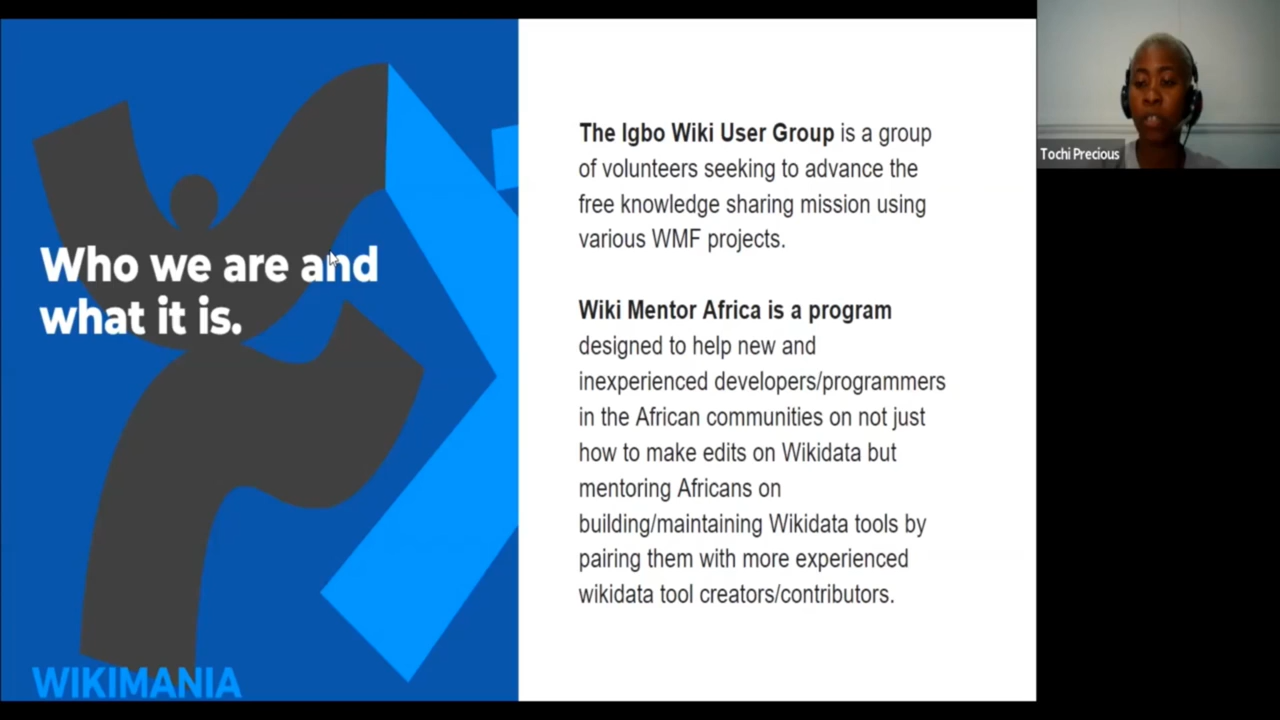 Who we are and
what it is.
WIKIMANIA
The Igbo Wiki User Group is a group
of volunteers seeking to advance the
free knowledge sharing mission using
various WMF projects.
Wiki Mentor Africa is a program
designed to help new and
inexperienced developers/programmers
in the African communities on not just
how to make edits on Wikidata but
mentoring Africans on
building/maintaining Wikidata tools by
pairing them with more experienced
wikidata tool creators/contributors.
Tochi Precious